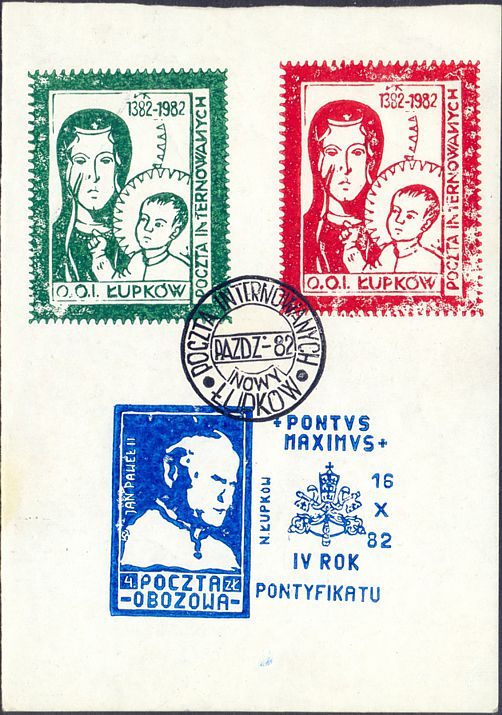 1382-1982
POCZTA INTERNOWANYCH
O.O.I. ŁUPKÓW
1382-1982
POCZTA INTERNOWANYCH
O.O.I. ŁUPKÓW
POCZTA INTERNOWANYCH
PAZDZ-82
(NOWY)
ŁUPKÓW
JAN PAWEŁ II
4. POCZTA ZŁ
-OBOZOWA-
+PONTVS
MAXIMVS+
N.ŁUPKÓW
16
X
82
IV ROK
PONTYFIKATU